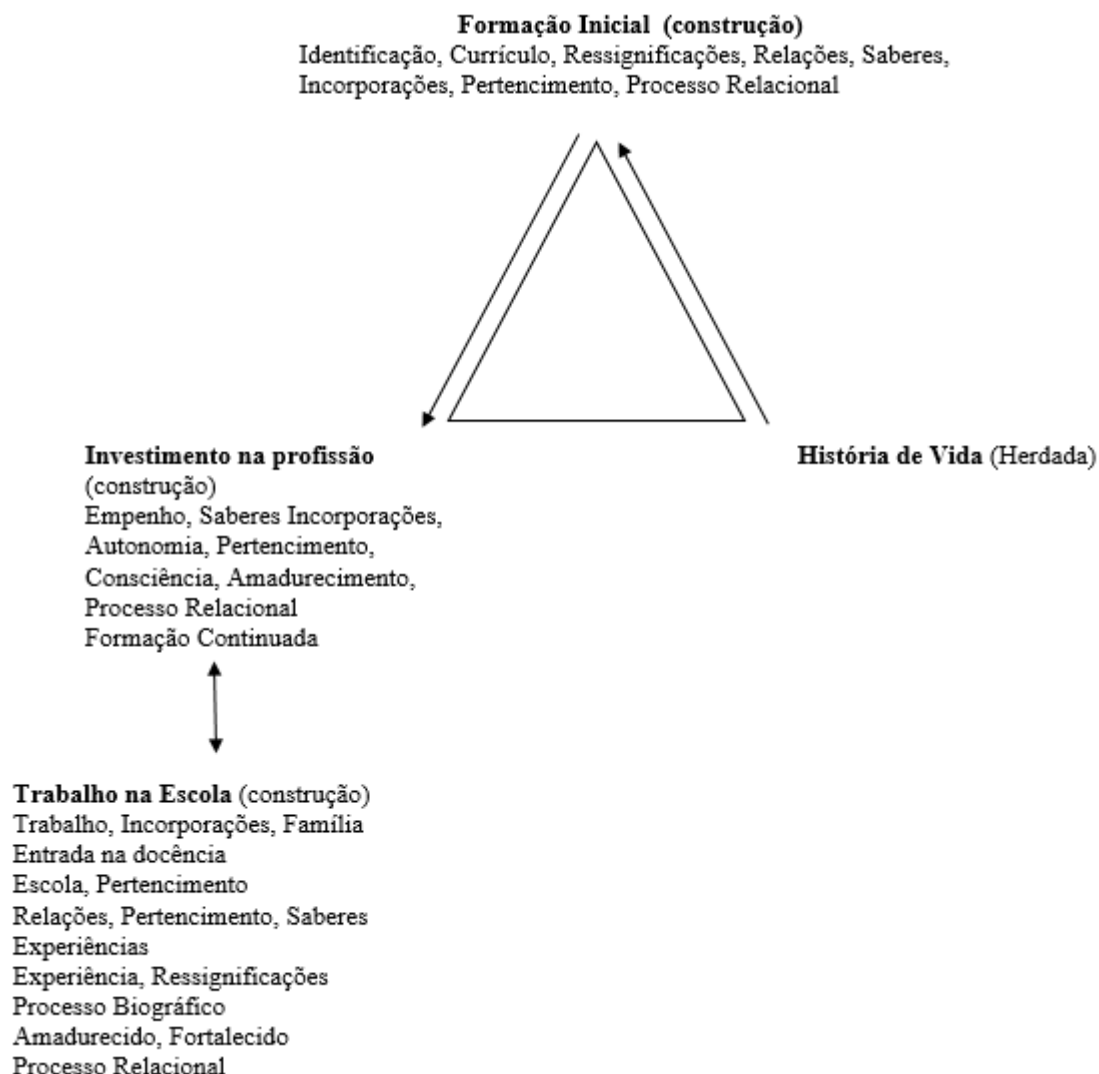 Formação Inicial (construção)
Identificação, Currículo, Ressignificações, Relações, Saberes,
Incorporações, Pertencimento, Processo Relacional
Investimento na profissão
(construção)
Empenho, Saberes Incorporações,
Autonomia, Pertencimento,
Consciência, Amadurecimento,
Processo Relacional
Formação Continuada
História de Vida (Herdada)
Trabalho na Escola (construção)
Trabalho, Incorporações, Família
Entrada na docência
Escola, Pertencimento
Relações, Pertencimento, Saberes
Experiências
Experiência, Ressignificações
Processo Biográfico
Amadurecido, Fortalecido
Processo Relacional